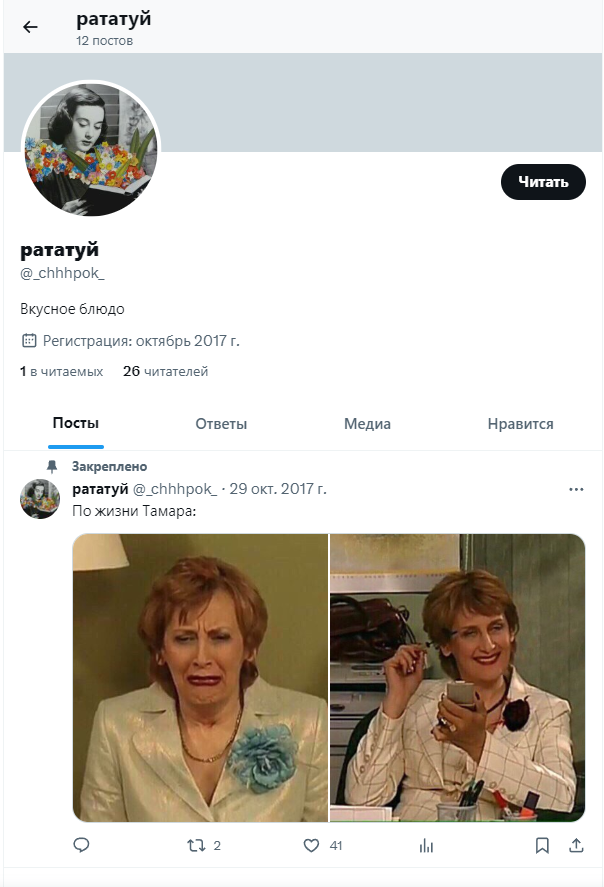 рататуй
12 постов
Читать
рататуй
@_chhhpok_
Вкусное блюдо
Регистрация: октябрь 2017 г.
1 в читаемых 26 читателей
Посты Ответы Медиа Нравится
Закреплено
рататуй @_chhhpok_ · 29 окт. 2017 г.
По жизни Тамара:
2 41